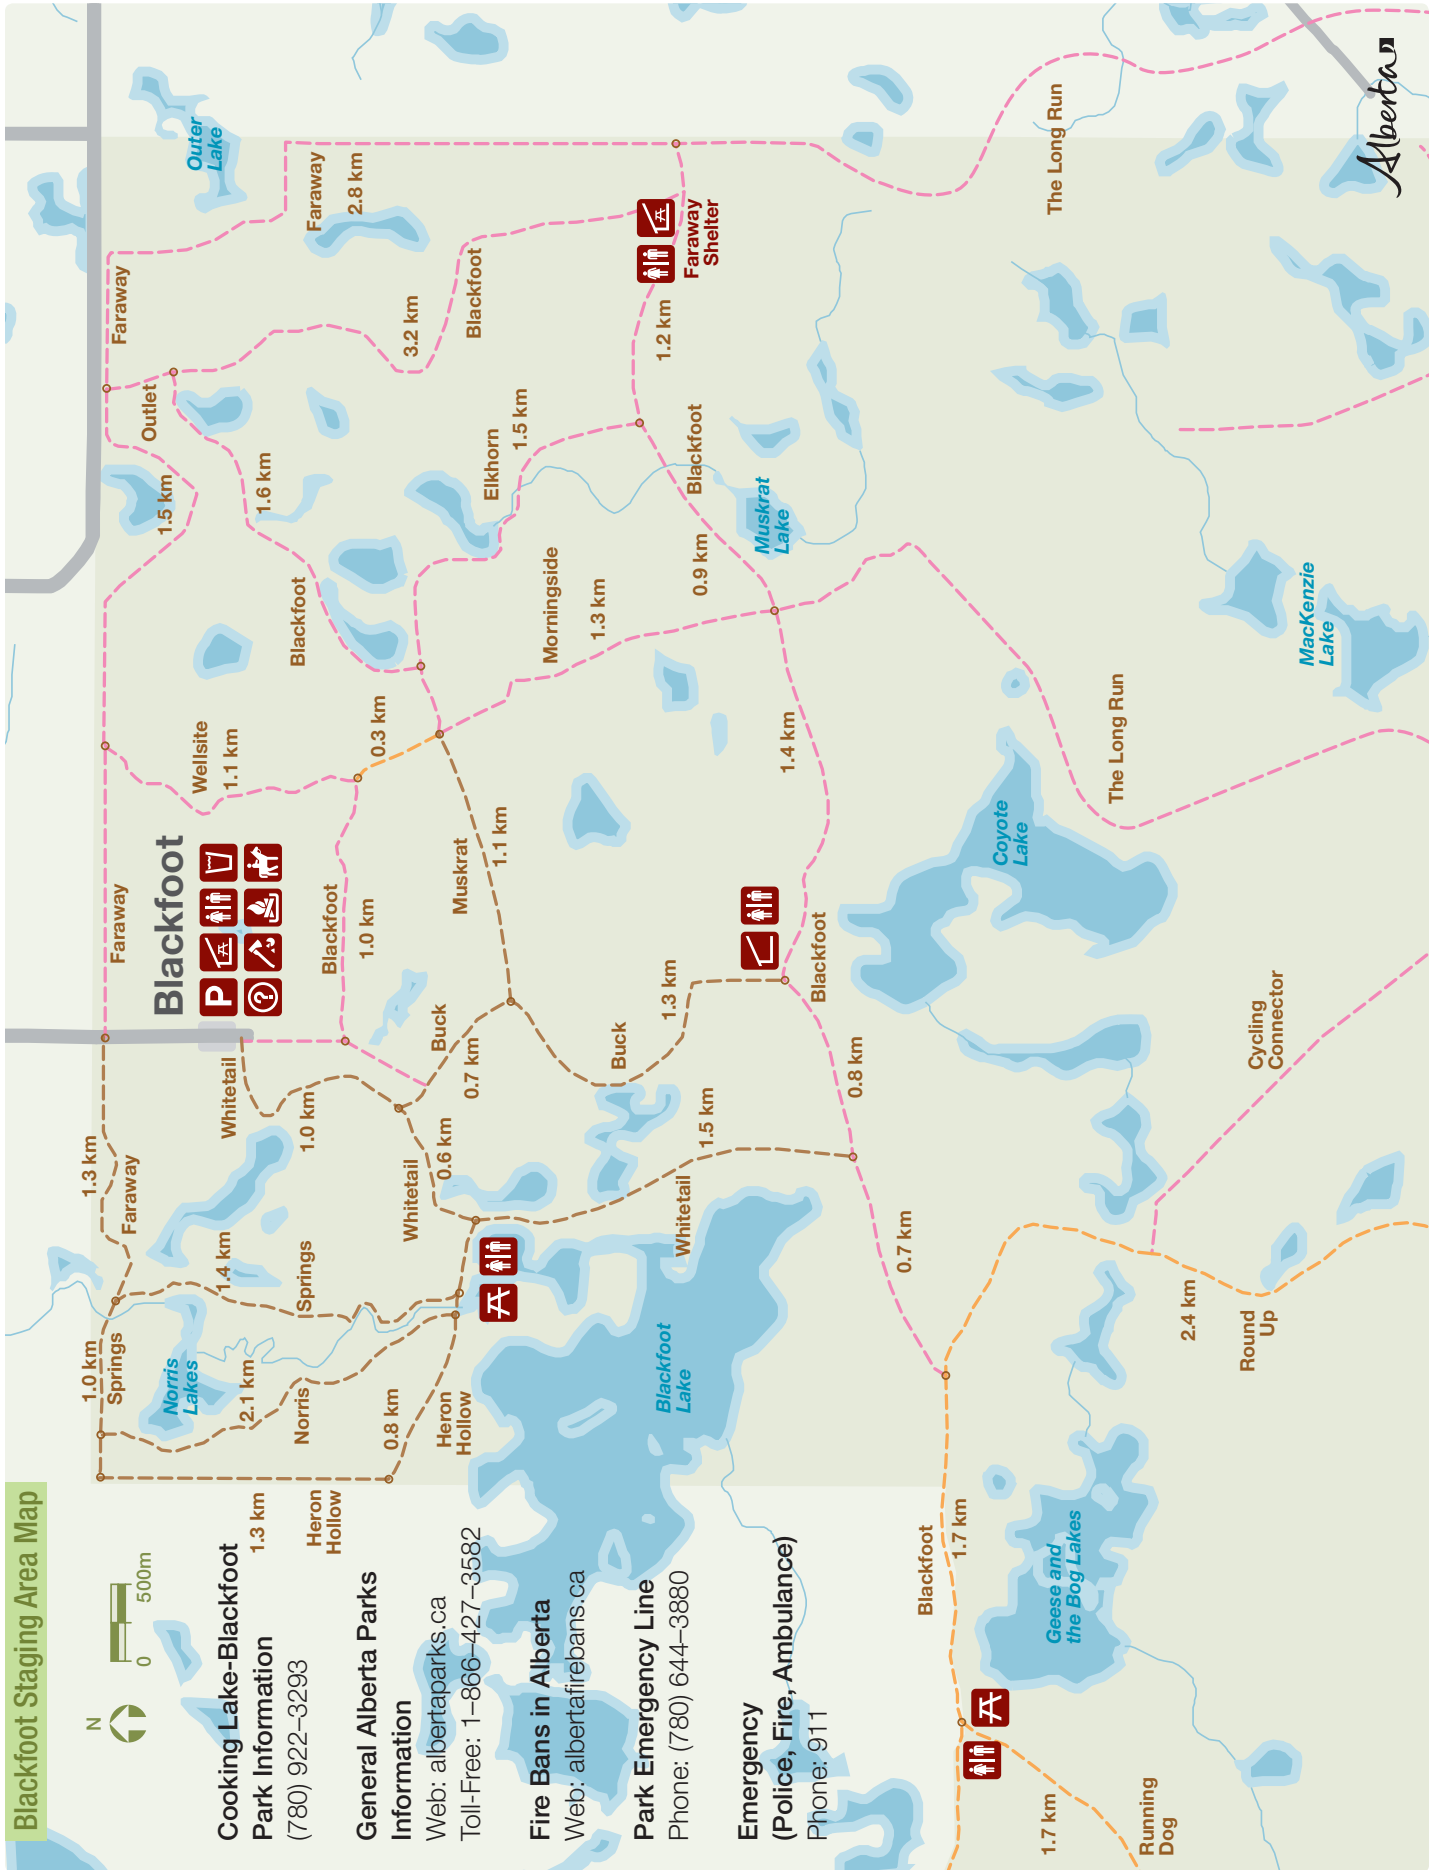 Blackfoot Staging Area Map
N
0
500m
Cooking Lake-Blackfoot
Park Information
(780) 922–3293
General Alberta Parks
Information
Web: albertaparks.ca
Toll-Free: 1–866–427–3582
Fire Bans in Alberta
Web: albertafirebans.ca
Park Emergency Line
Phone: (780) 644–3880
Emergency
(Police, Fire, Ambulance)
Phone: 911
1.0 km
Springs
1.3 km
Faraway
Faraway
Faraway
Outer
Lake
Norris
Lakes
2.1 km
Norris
1.4 km
Springs
Whitetail
1.0 km
Blackfoot
P
?
Wellsite
1.1 km
1.5 km
Outlet
1.6 km
Faraway
2.8 km
1.3 km
Heron
Hollow
0.8 km
Heron
Hollow
Whitetail
0.6 km
Buck
0.7 km
Blackfoot
1.0 km
0.3 km
Blackfoot
3.2 km
Blackfoot
Muskrat
1.1 km
Elkhorn
1.5 km
Morningside
1.3 km
1.2 km
Faraway
Shelter
Blackfoot
0.9 km
Muskrat
Lake
Buck
1.3 km
Whitetail
1.5 km
Blackfoot
Lake
1.4 km
Blackfoot
0.8 km
0.7 km
Coyote
Lake
The Long Run
The Long Run
MacKenzie
Lake
Cycling
Connector
2.4 km
Round
Up
Blackfoot
1.7 km
Geese and
the Bog Lakes
1.7 km
Running
Dog
Alberta